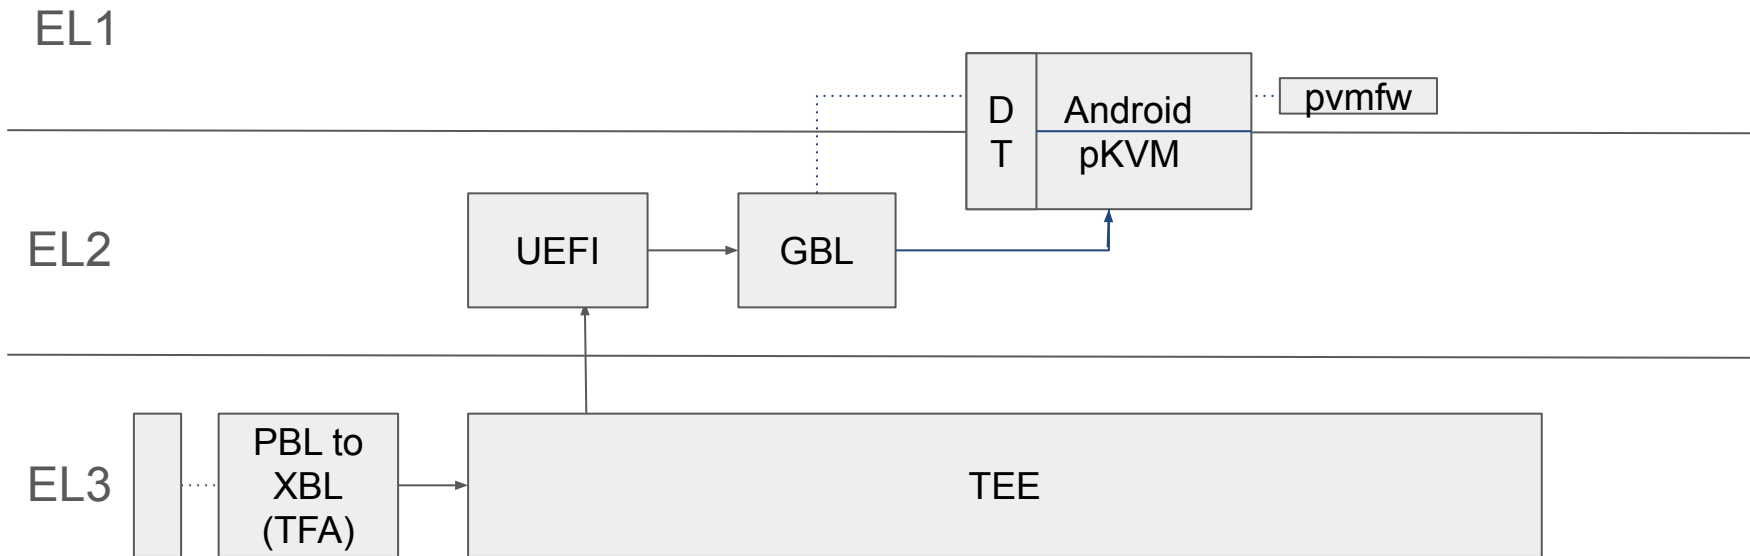 EL1
D
T
Android
pKVM
pvmfw
EL2
UEFI
GBL
EL3
PBL to
XBL
(TFA)
TEE